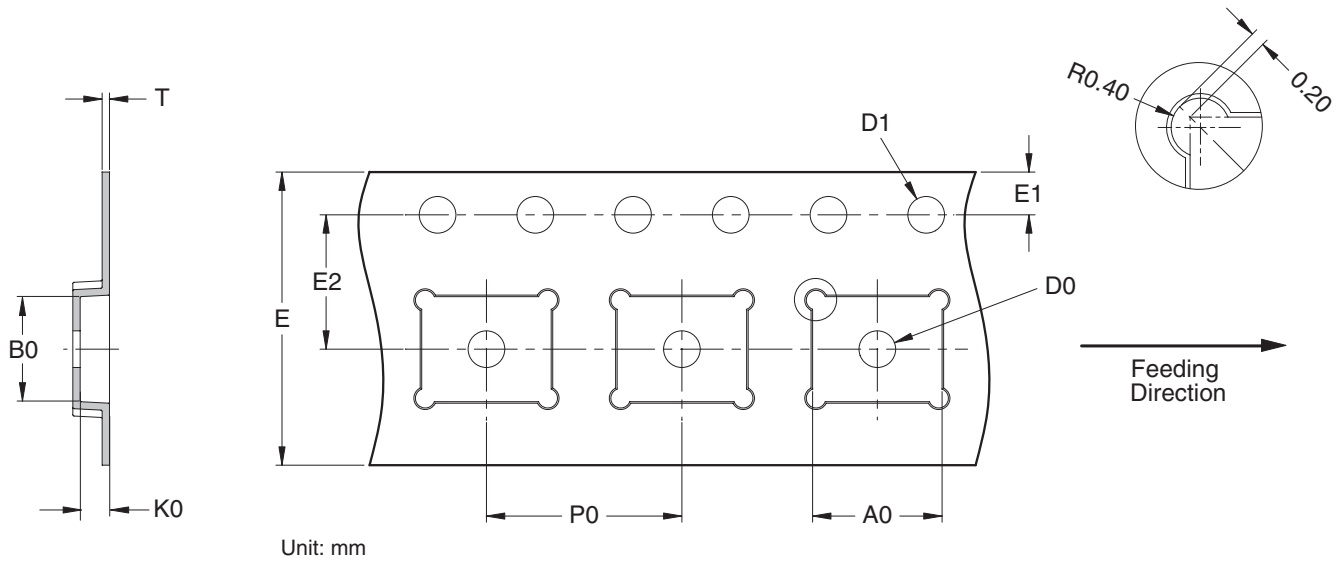 T
R0.40
0.20
D1
E1
E2
D0
E
B0
Feeding
Direction
K0
P0
A0
Unit: mm